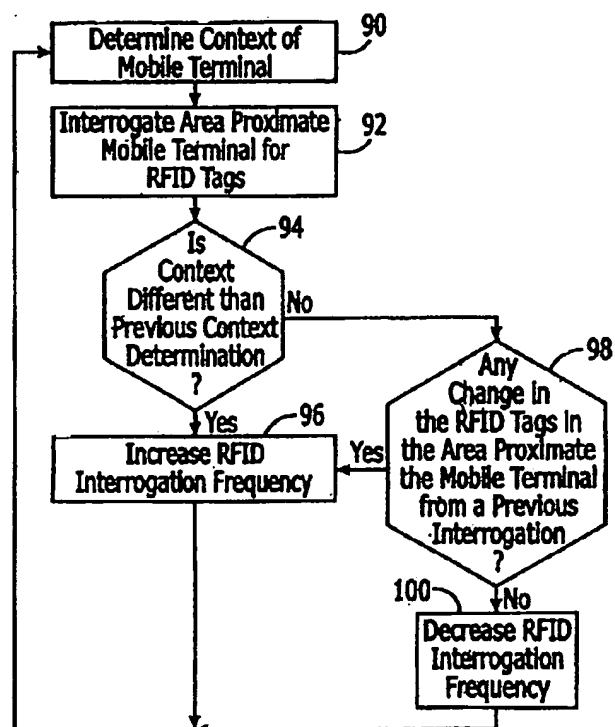 Determine Context of
Mobile Terminal
90
Interrogate Area Proximate
Mobile Terminal for
RFID Tags
92
Is
Context
Different than
Previous Context
Determination
?
94
No
Yes
Any
Change in
the RFID Tags in
the Area Proximate
the Mobile Terminal
from a Previous
Interrogation
?
98
Yes
Increase RFID
Interrogation Frequency
96
No
100
Decrease RFID
Interrogation
Frequency